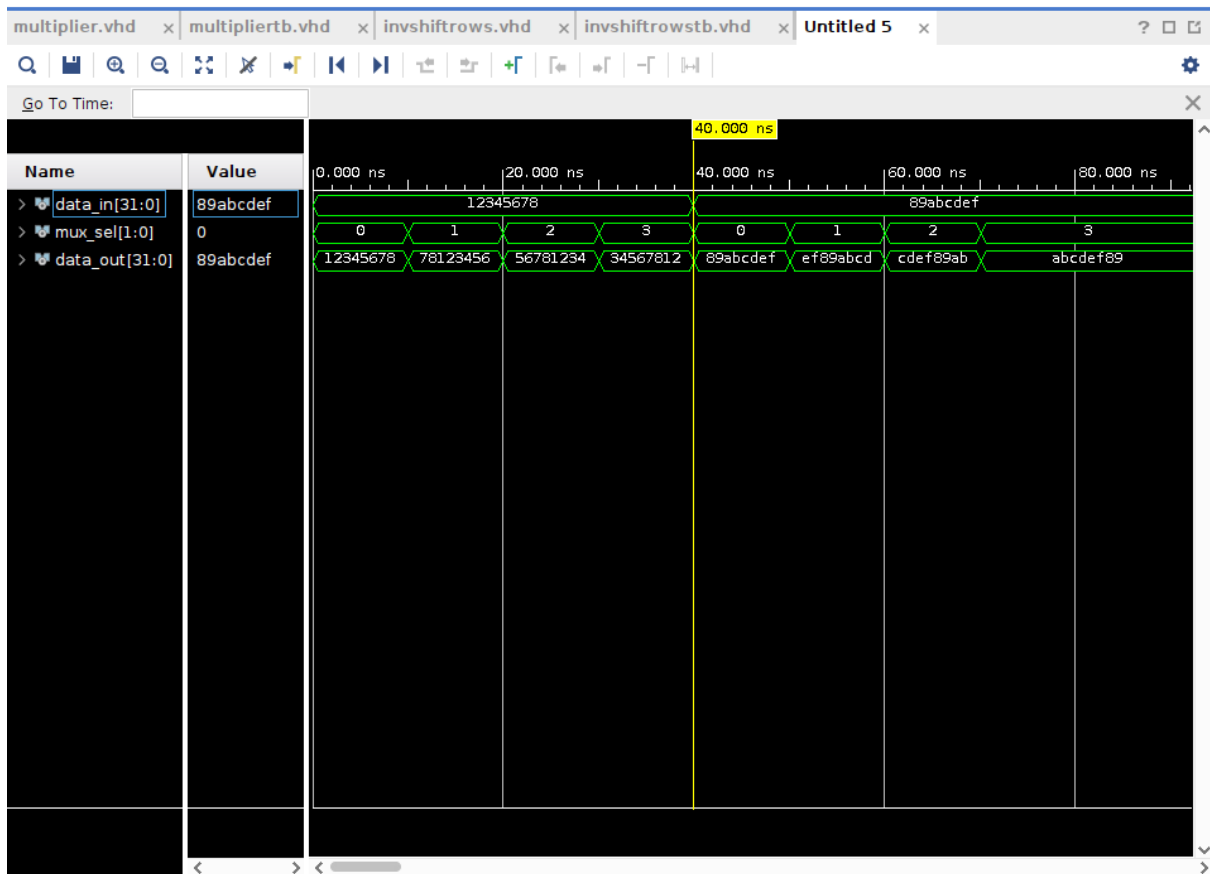 multiplier.vhd x multipliertb.vhd x invshiftrows.vhd x invshiftrowstb.vhd x Untitled 5 x ?
Go To Time:
40.000 ns
Name Value 0.000 ns 20.000 ns 40.000 ns 60.000 ns 80.000 ns
> data_in[31:0] 89abcdef 12345678 89abcdef
> mux_sel[1:0] 0 0 1 2 3 0 1 2 3
> data_out[31:0] 89abcdef 12345678 78123456 56781234 34567812 89abcdef ef89abcd cdef89ab abcdef89